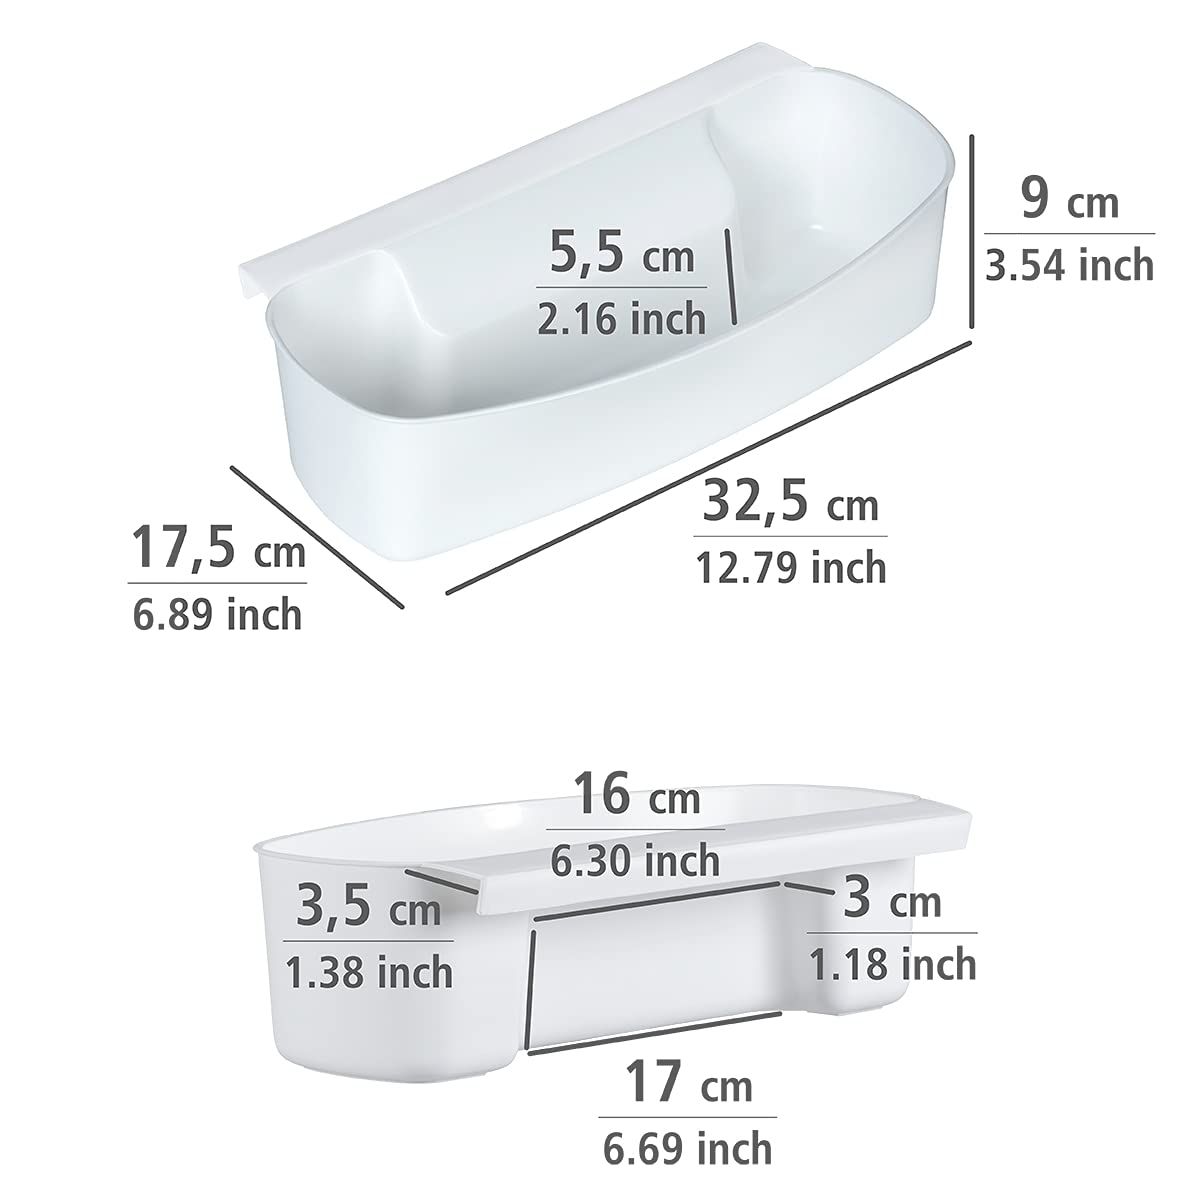 9 cm
3.54 inch
5,5 cm
2.16 inch
32,5 cm
12.79 inch
17,5 cm
6.89 inch
16 cm
6.30 inch
3,5 cm
1.38 inch
3 cm
1.18 inch
17 cm
6.69 inch